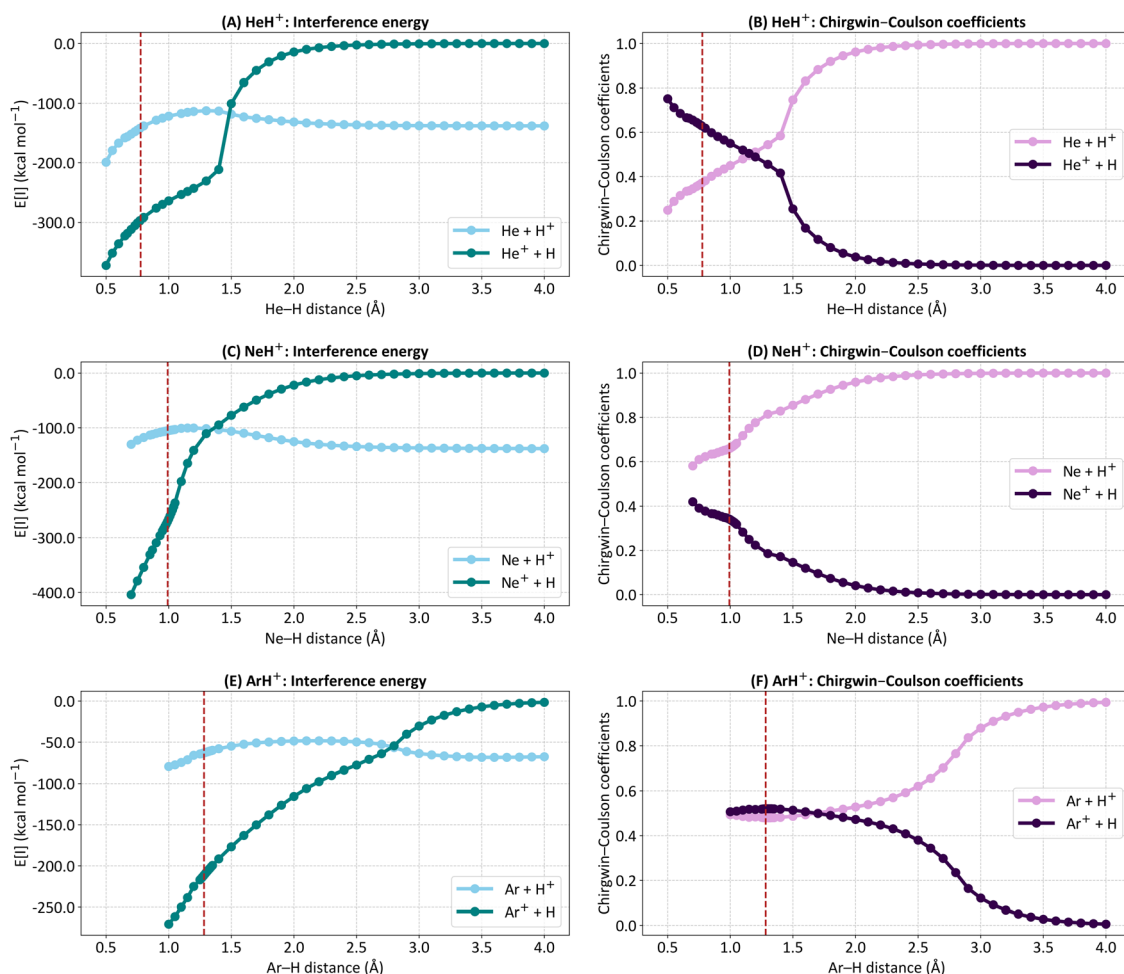 (A) HeH⁺: Interference energy
E[I] (kcal mol⁻¹)
0.0
-100.0
-200.0
-300.0
He + H⁺
He⁺ + H
0.5 1.0 1.5 2.0 2.5 3.0 3.5 4.0
He–H distance (Å)
(B) HeH⁺: Chirgwin−Coulson coefficients
Chirgwin−Coulson coefficients
1.0
0.8
0.6
0.4
0.2
0.0
He + H⁺
He⁺ + H
0.5 1.0 1.5 2.0 2.5 3.0 3.5 4.0
He–H distance (Å)
(C) NeH⁺: Interference energy
E[I] (kcal mol⁻¹)
0.0
-100.0
-200.0
-300.0
-400.0
Ne + H⁺
Ne⁺ + H
0.5 1.0 1.5 2.0 2.5 3.0 3.5 4.0
Ne–H distance (Å)
(D) NeH⁺: Chirgwin−Coulson coefficients
Chirgwin−Coulson coefficients
1.0
0.8
0.6
0.4
0.2
0.0
Ne + H⁺
Ne⁺ + H
0.5 1.0 1.5 2.0 2.5 3.0 3.5 4.0
Ne–H distance (Å)
(E) ArH⁺: Interference energy
E[I] (kcal mol⁻¹)
0.0
-50.0
-100.0
-150.0
-200.0
-250.0
Ar + H⁺
Ar⁺ + H
0.5 1.0 1.5 2.0 2.5 3.0 3.5 4.0
Ar–H distance (Å)
(F) ArH⁺: Chirgwin−Coulson coefficients
Chirgwin−Coulson coefficients
1.0
0.8
0.6
0.4
0.2
0.0
Ar + H⁺
Ar⁺ + H
0.5 1.0 1.5 2.0 2.5 3.0 3.5 4.0
Ar–H distance (Å)